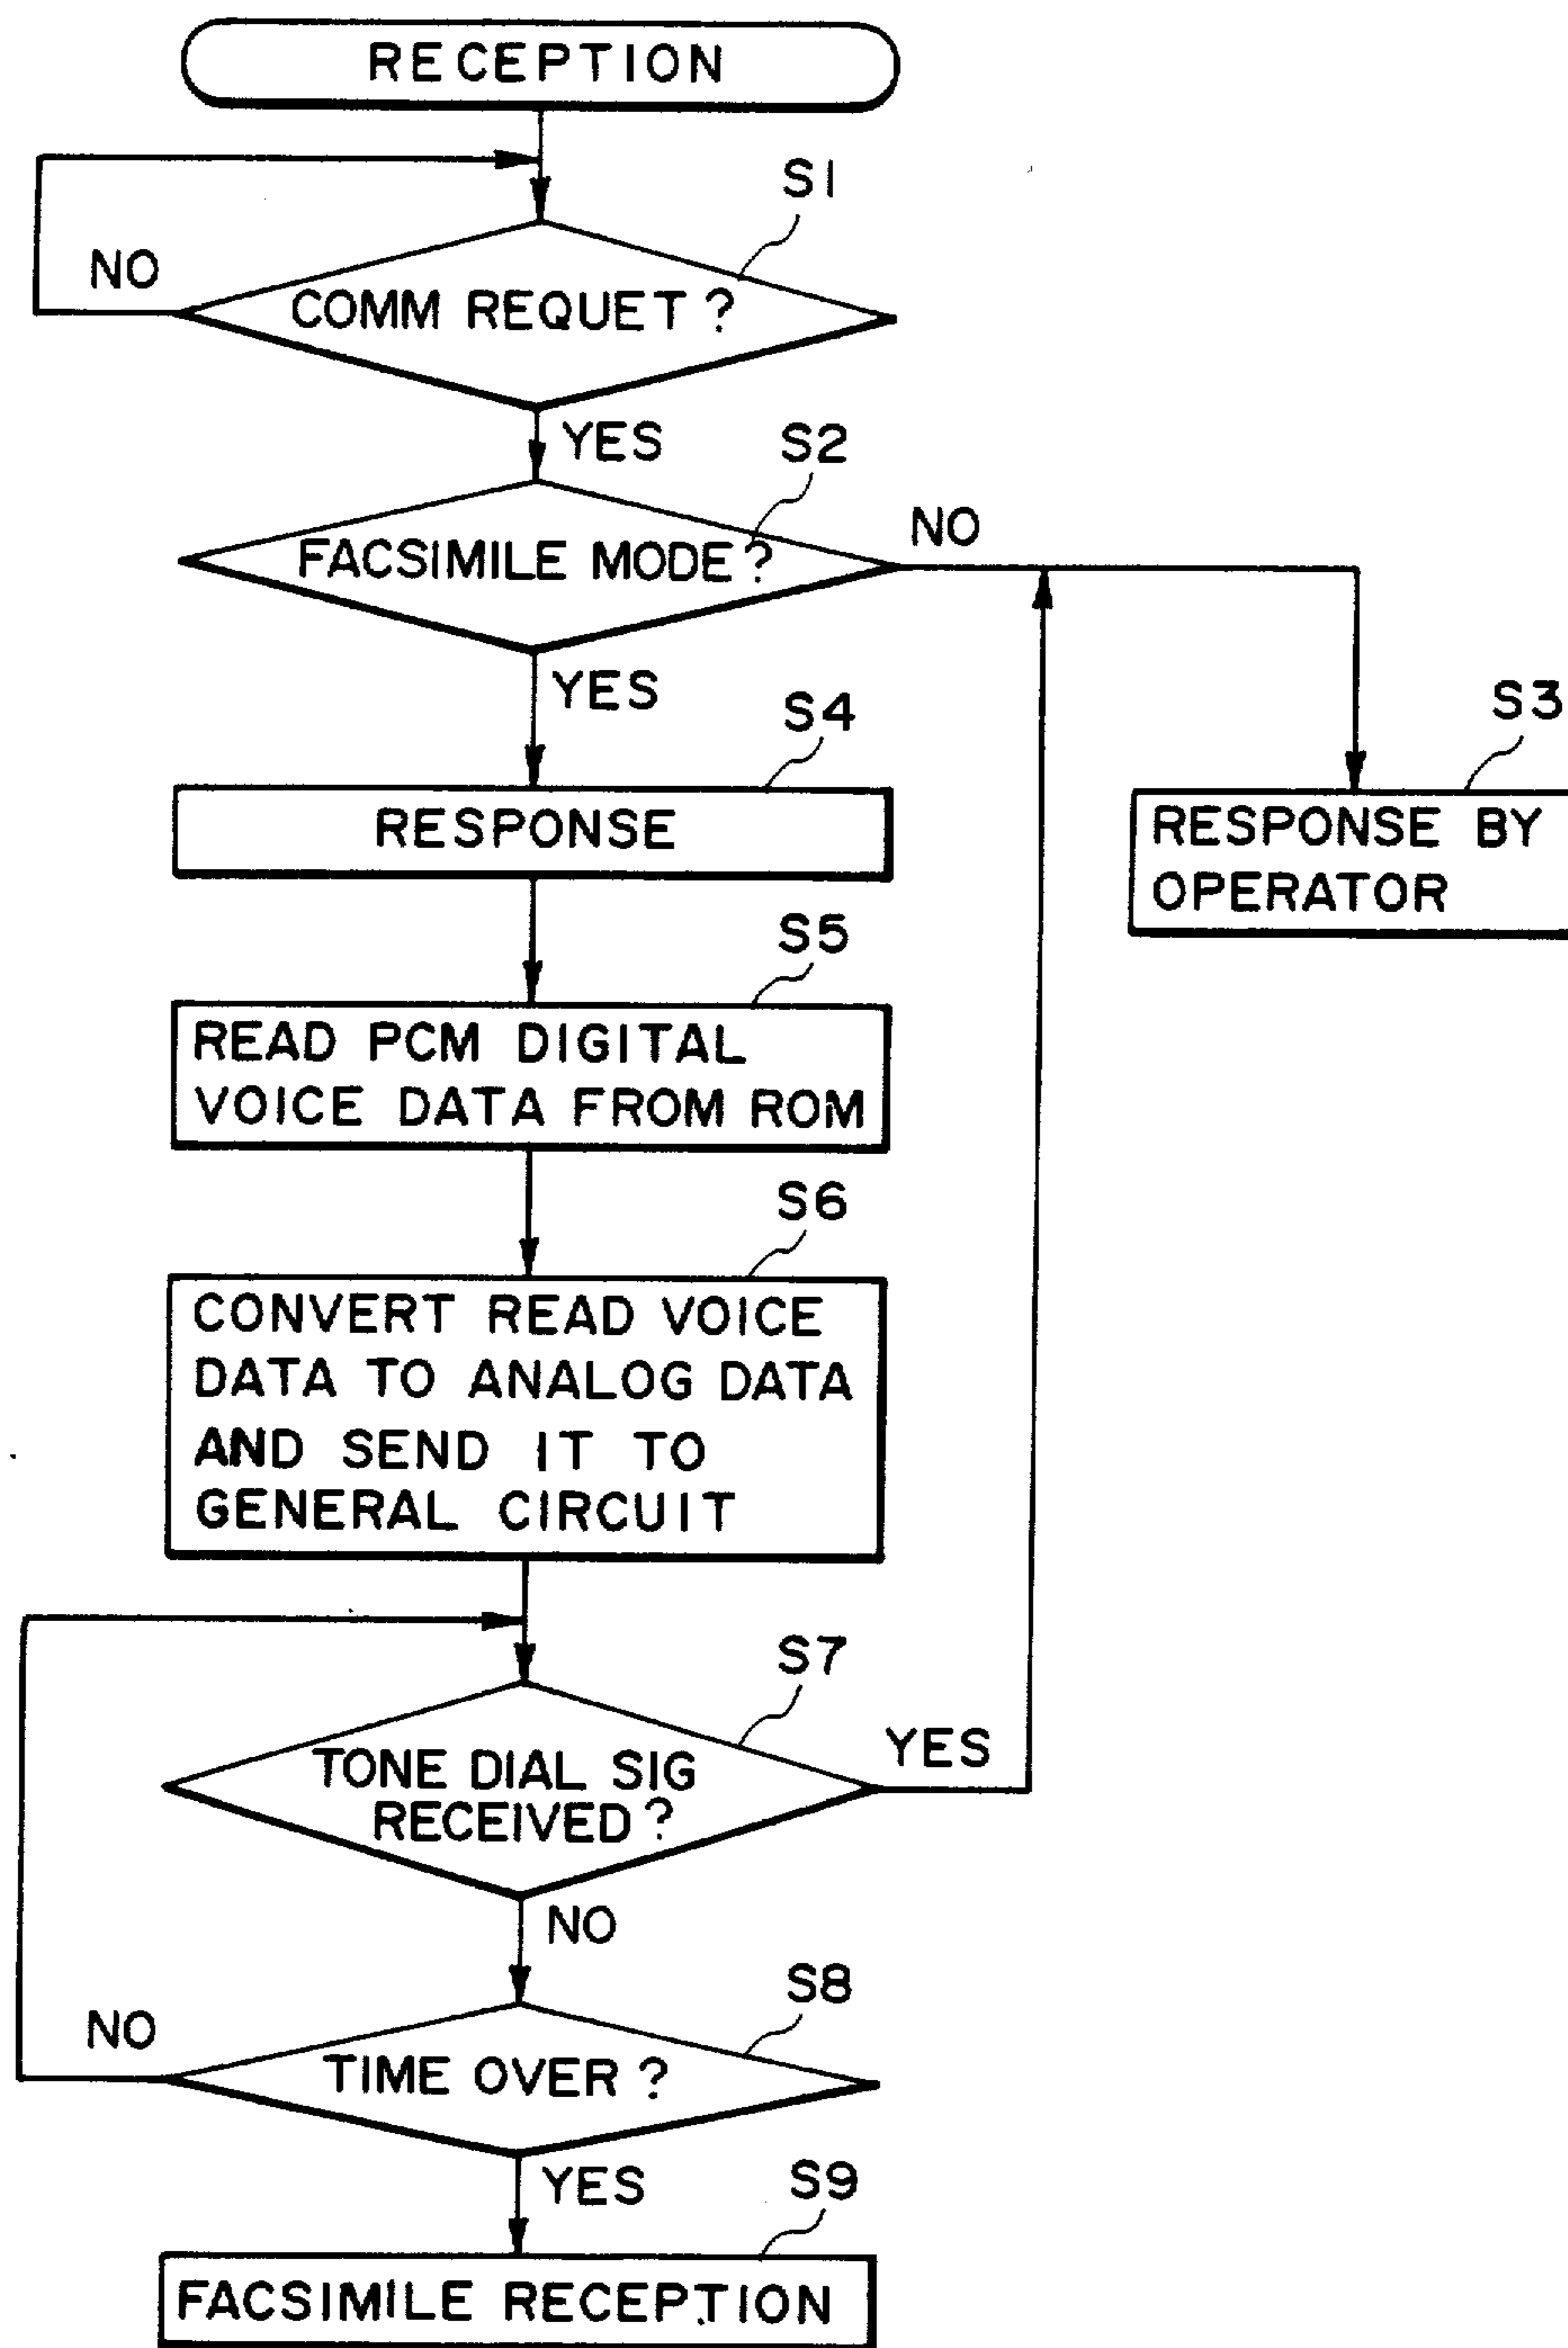 RECEPTION
S1
NO
COMM REQUET ?
YES
S2
NO
FACSIMILE MODE ?
YES
S4
S3
RESPONSE
RESPONSE BY
OPERATOR
S5
READ PCM DIGITAL
VOICE DATA FROM ROM
S6
CONVERT READ VOICE
DATA TO ANALOG DATA
AND SEND IT TO
GENERAL CIRCUIT
S7
YES
TONE DIAL SIG
RECEIVED ?
NO
S8
NO
TIME OVER ?
YES
S9
FACSIMILE RECEPTION